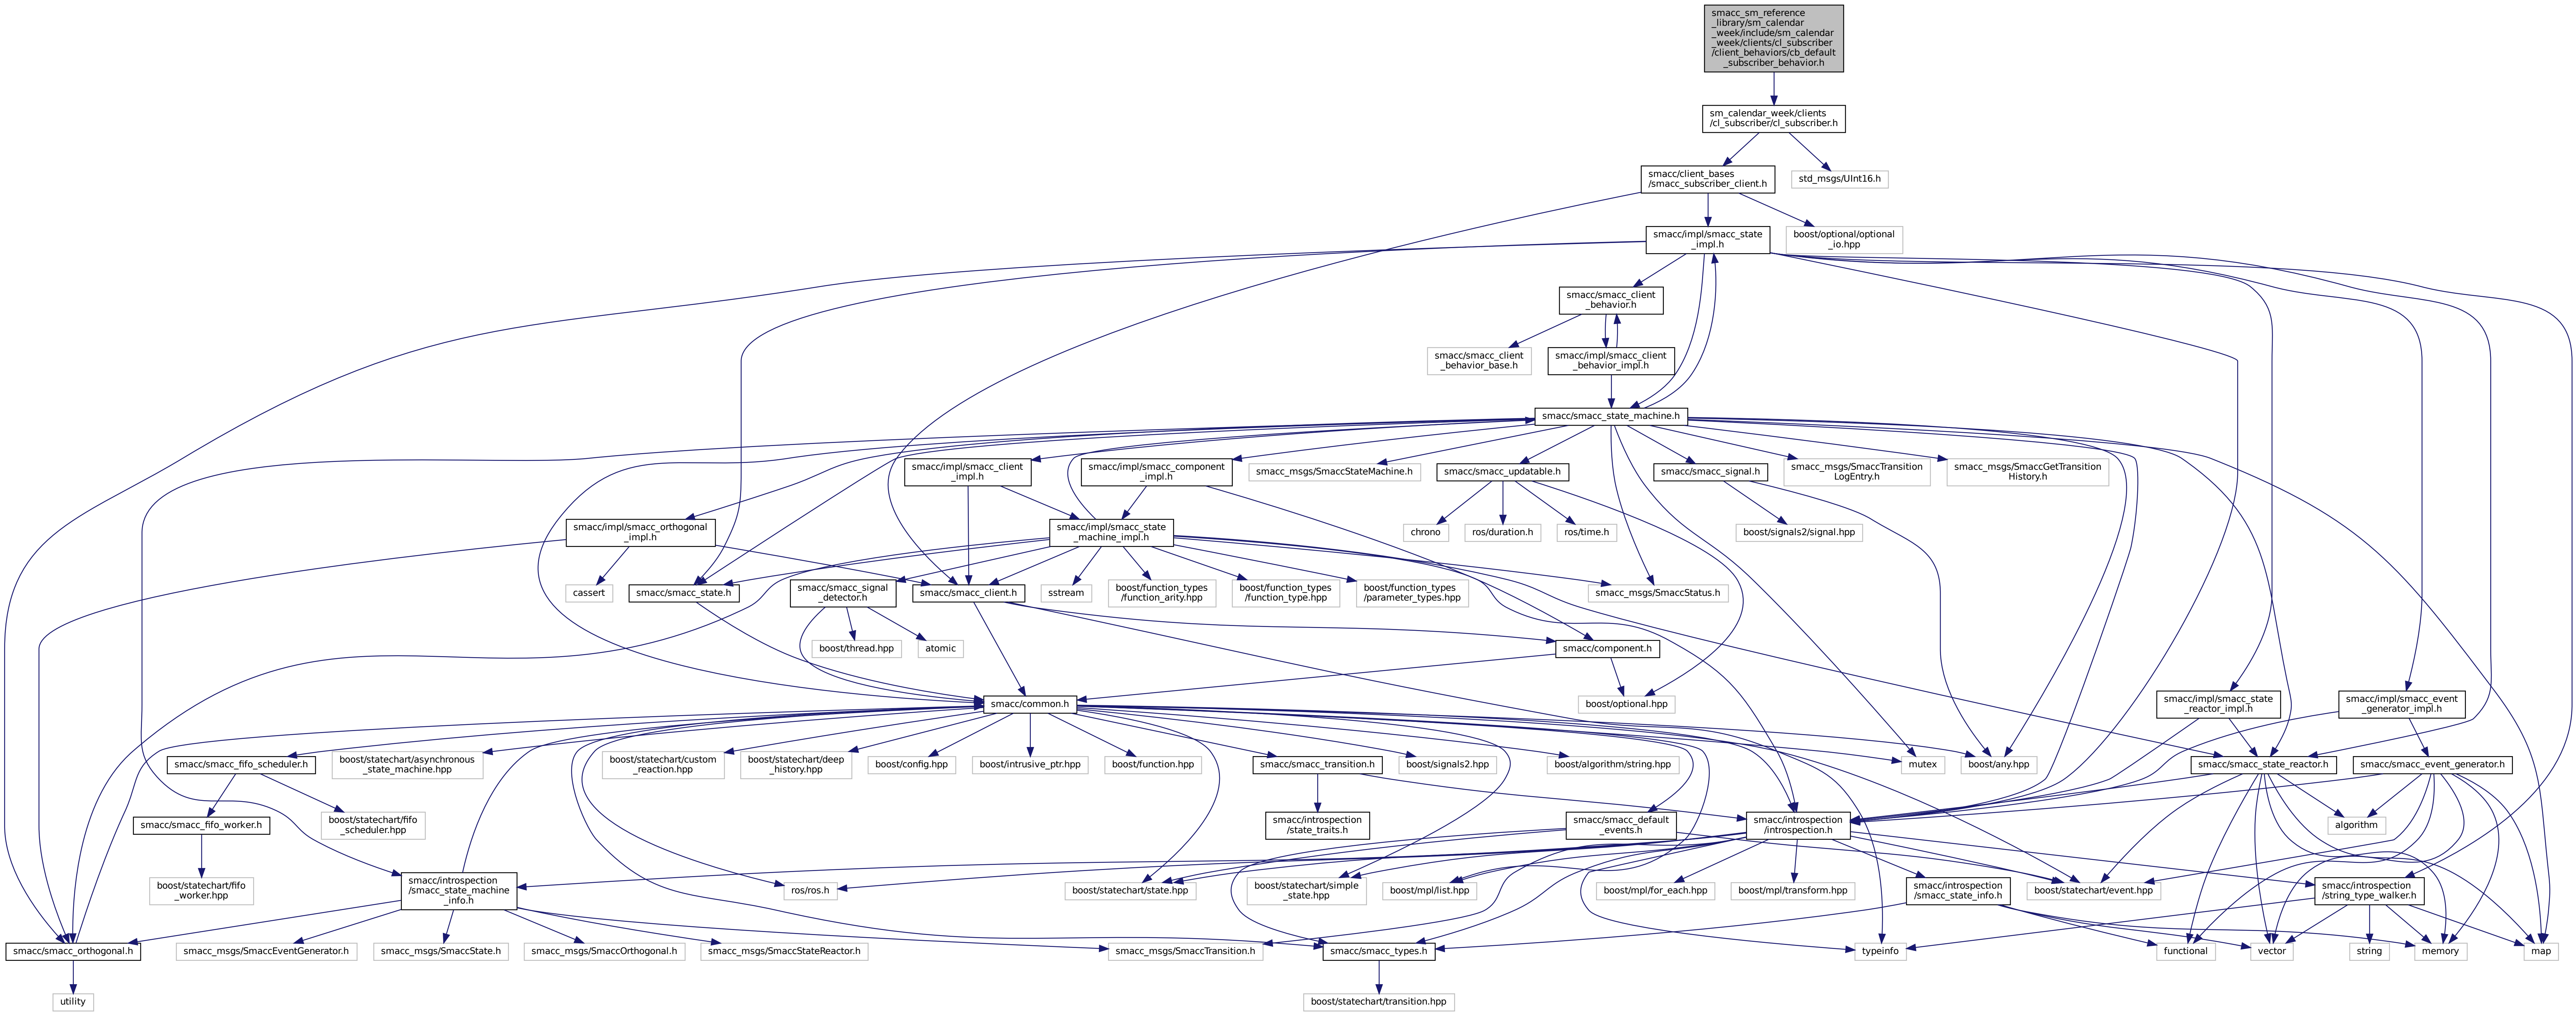 smacc_sm_reference
_library/sm_calendar
_week/include/sm_calendar
_week/clients/cl_subscriber
/client_behaviors/cb_default
_subscriber_behavior.h
sm_calendar_week/clients
/cl_subscriber/cl_subscriber.h
smacc/client_bases
/smacc_subscriber_client.h
std_msgs/UInt16.h
smacc/impl/smacc_state
_impl.h
boost/optional/optional
_io.hpp
smacc/smacc_client
_behavior.h
smacc/smacc_client
_behavior_base.h
smacc/impl/smacc_client
_behavior_impl.h
smacc/smacc_state_machine.h
smacc/impl/smacc_client
_impl.h
smacc/impl/smacc_component
_impl.h
smacc_msgs/SmaccStateMachine.h
smacc/smacc_updatable.h
smacc/smacc_signal.h
smacc_msgs/SmaccTransition
LogEntry.h
smacc_msgs/SmaccGetTransition
History.h
smacc/impl/smacc_orthogonal
_impl.h
smacc/impl/smacc_state
_machine_impl.h
chrono
ros/duration.h
ros/time.h
boost/signals2/signal.hpp
cassert
smacc/smacc_state.h
smacc/smacc_signal
_detector.h
smacc/smacc_client.h
sstream
boost/function_types
/function_arity.hpp
boost/function_types
/function_type.hpp
boost/function_types
/parameter_types.hpp
smacc_msgs/SmaccStatus.h
boost/thread.hpp
atomic
smacc/component.h
smacc/common.h
boost/optional.hpp
smacc/impl/smacc_state
_reactor_impl.h
smacc/impl/smacc_event
_generator_impl.h
smacc/smacc_fifo_scheduler.h
boost/statechart/asynchronous
_state_machine.hpp
boost/statechart/custom
_reaction.hpp
boost/statechart/deep
_history.hpp
boost/config.hpp
boost/intrusive_ptr.hpp
boost/function.hpp
smacc/smacc_transition.h
boost/signals2.hpp
boost/algorithm/string.hpp
mutex
boost/any.hpp
smacc/smacc_state_reactor.h
smacc/smacc_event_generator.h
smacc/smacc_fifo_worker.h
boost/statechart/fifo
_scheduler.hpp
smacc/introspection
/state_traits.h
smacc/smacc_default
_events.h
smacc/introspection
/introspection.h
algorithm
boost/statechart/fifo
_worker.hpp
smacc/introspection
/smacc_state_machine
_info.h
ros/ros.h
boost/statechart/state.hpp
boost/statechart/simple
_state.hpp
boost/mpl/list.hpp
boost/mpl/for_each.hpp
boost/mpl/transform.hpp
smacc/introspection
/smacc_state_info.h
boost/statechart/event.hpp
smacc/introspection
/string_type_walker.h
smacc/smacc_orthogonal.h
smacc_msgs/SmaccEventGenerator.h
smacc_msgs/SmaccState.h
smacc_msgs/SmaccOrthogonal.h
smacc_msgs/SmaccStateReactor.h
smacc_msgs/SmaccTransition.h
smacc/smacc_types.h
typeinfo
functional
vector
string
memory
map
utility
boost/statechart/transition.hpp